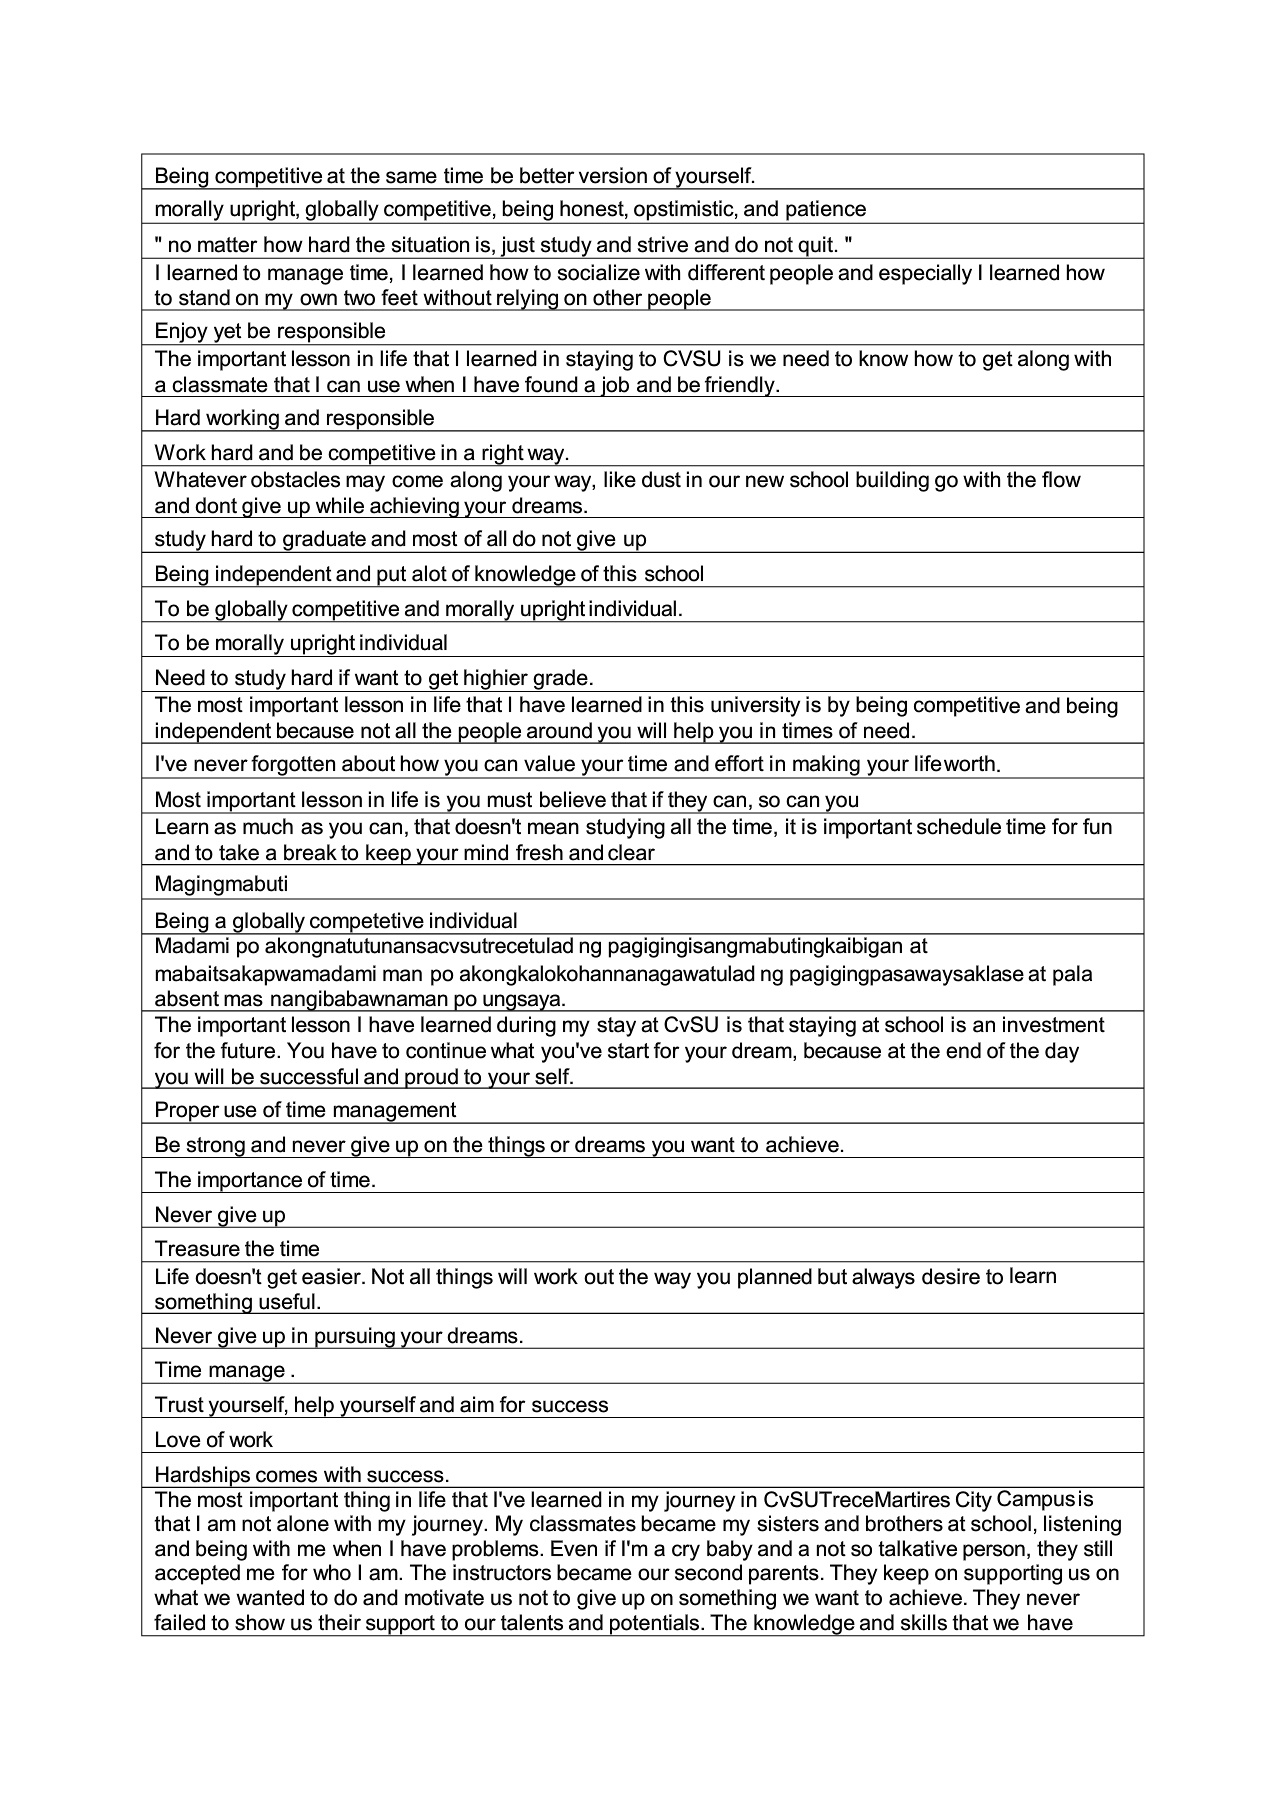 Being competitive at the same time be better version of yourself.
morally upright, globally competitive, being honest, opstimistic, and patience
" no matter how hard the situation is, just study and strive and do not quit. "
I learned to manage time, I learned how to socialize with different people and especially I learned how
to stand on my own two feet without relying on other people
Enjoy yet be responsible
The important lesson in life that I learned in staying to CVSU is we need to know how to get along with
a classmate that I can use when I have found a job and be friendly.
Hard working and responsible
Work hard and be competitive in a right way.
Whatever obstacles may come along your way, like dust in our new school building go with the flow
and dont give up while achieving your dreams.
study hard to graduate and most of all do not give up
Being independent and put alot of knowledge of this school
To be globally competitive and morally upright individual.
To be morally upright individual
Need to study hard if want to get highier grade.
The most important lesson in life that I have learned in this university is by being competitive and being
independent because not all the people around you will help you in times of need.
I've never forgotten about how you can value your time and effort in making your life worth.
Most important lesson in life is you must believe that if they can, so can you
Learn as much as you can, that doesn't mean studying all the time, it is important schedule time for fun
and to take a break to keep your mind fresh and clear
Magingmabuti
Being a globally competetive individual
Madami po akongnatutunansacvsutrecetulad ng pagigingisangmabutingkaibigan at
mabaitsakapwamadami man po akongkalokohannanagawatulad ng pagigingpasawaysaklase at pala
absent mas nangibabawnaman po ungsaya.
The important lesson I have learned during my stay at CvSU is that staying at school is an investment
for the future. You have to continue what you've start for your dream, because at the end of the day
you will be successful and proud to your self.
Proper use of time management
Be strong and never give up on the things or dreams you want to achieve.
The importance of time.
Never give up
Treasure the time
Life doesn't get easier. Not all things will work out the way you planned but always desire to learn
something useful.
Never give up in pursuing your dreams.
Time manage .
Trust yourself, help yourself and aim for success
Love of work
Hardships comes with success.
The most important thing in life that I've learned in my journey in CvSUTreceMartires City Campus is
that I am not alone with my journey. My classmates became my sisters and brothers at school, listening
and being with me when I have problems. Even if I'm a cry baby and a not so talkative person, they still
accepted me for who I am. The instructors became our second parents. They keep on supporting us on
what we wanted to do and motivate us not to give up on something we want to achieve. They never
failed to show us their support to our talents and potentials. The knowledge and skills that we have